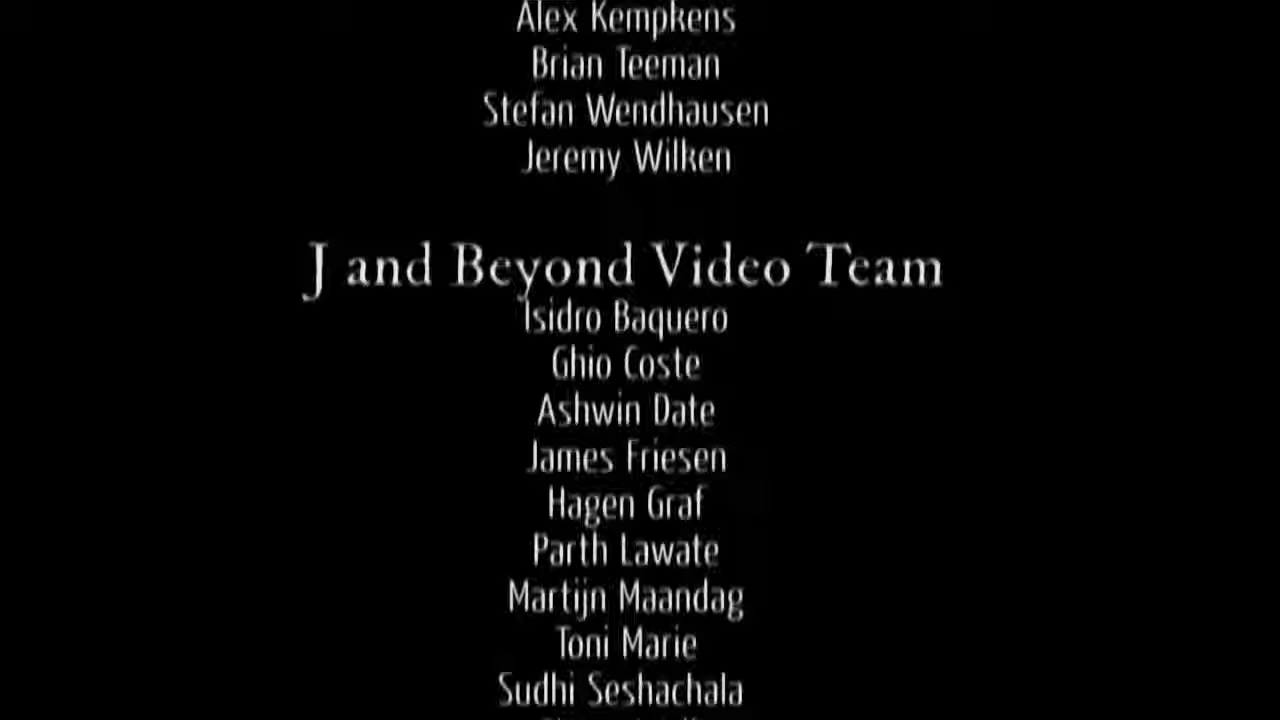 Alex Kempkens
Brian Teeman
Stefan Wendhausen
Jeremy Wilken
J and Beyond Video Team
Isidro Baquero
Ghio Coste
Ashwin Date
James Friesen
Hagen Graf
Parth Lawate
Martijn Maandag
Toni Marie
Sudhi Seshachala